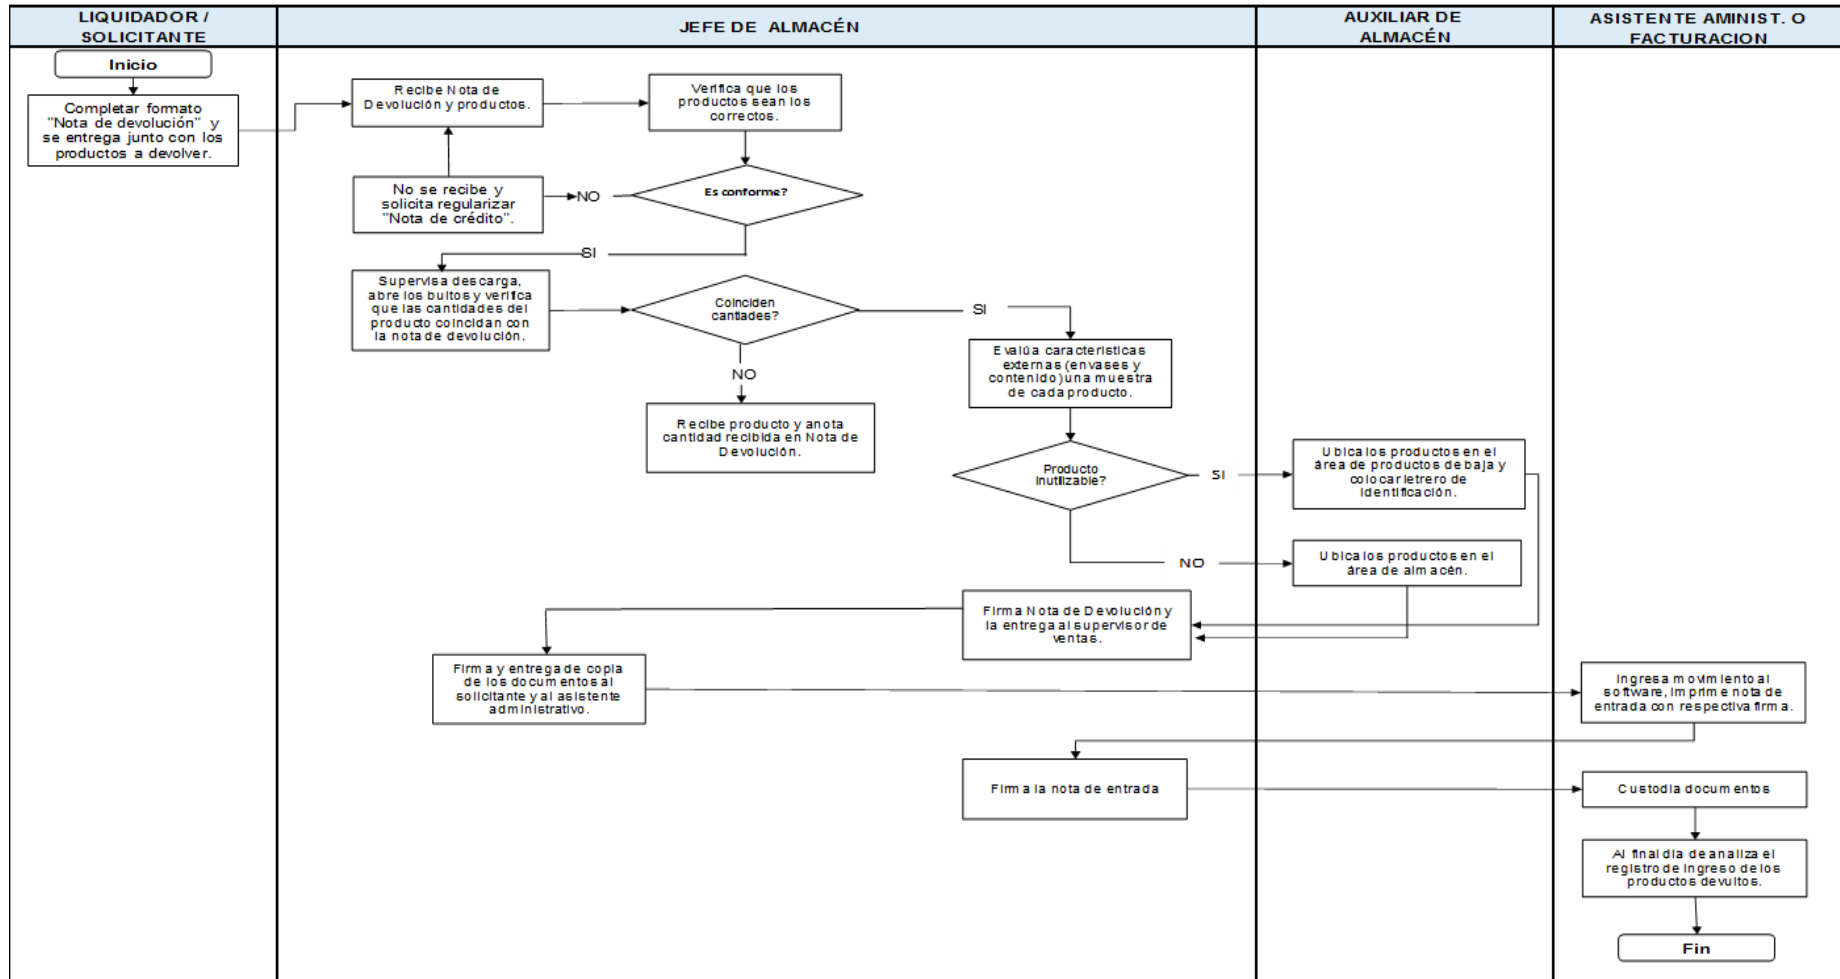 LIQUIDADOR /
SOLICITANTE
JEFE DE ALMACÉN
AUXILIAR DE
ALMACÉN
ASISTENTE AMINIST. O
FACTURACION
Inicio
Completar formato
"Nota de devolución" y
se entrega junto con los
productos a devolver.
Recibe Nota de
Devolución y productos.
Verifica que los
productos sean los
correctos.
No se recibe y
solicita regularizar
"Nota de crédito".
NO
Es conforme?
SI
Supervisa descarga,
abre los bultos y verifica
que las cantidades del
producto coincidan con
la nota de devolución.
Coinciden
cantiades?
SI
NO
Recibe producto y anota
cantidad recibida en Nota de
Devolución.
Evalúa características
externas (envases y
contenido) una muestra
de cada producto.
Producto
inutilizable?
SI
Ubica los productos en el
área de productos de baja y
colocar letrero de
identificación.
NO
Ubica los productos en el
área de almacén.
Firma Nota de Devolución y
la entrega al supervisor de
ventas.
Firma y entrega de copia
de los documentos al
solicitante y al asistente
administrativo.
Ingresa movimiento al
software, imprime nota de
entrada con respectiva firma.
Firma la nota de entrada
Custodia documentos
Al final día de analiza el
registro de ingreso de los
productos devultos.
Fin